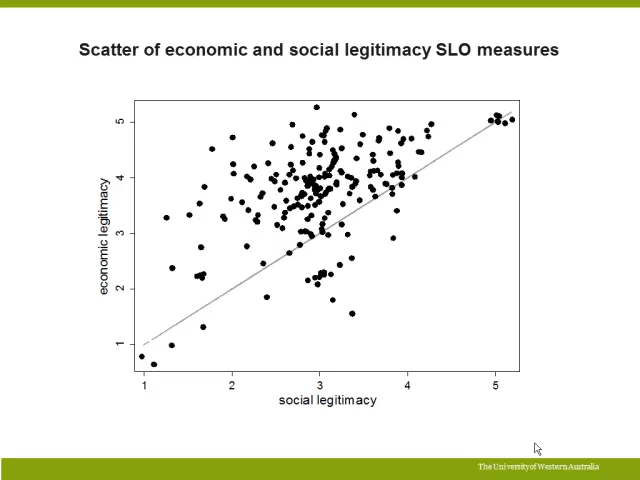 Scatter of economic and social legitimacy SLO measures
economic legitimacy
5
4
3
2
1
1 2 3 4 5
social legitimacy
The University of Western Australia